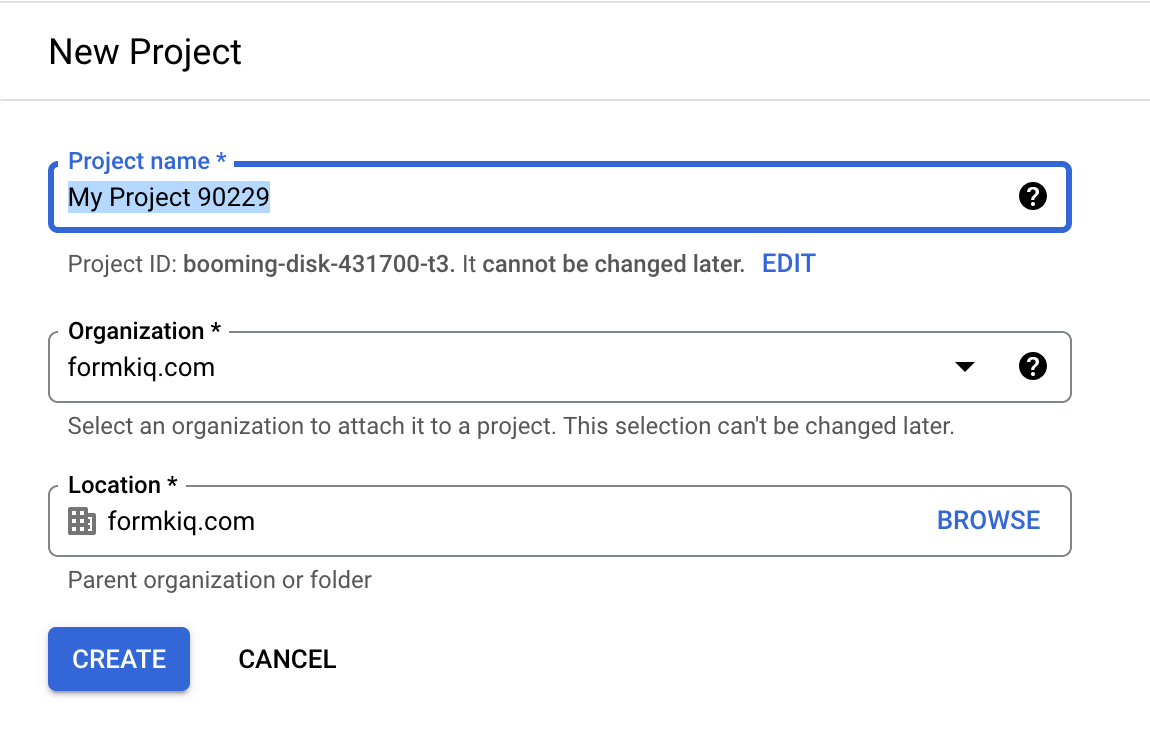 New Project
Project name *
My Project 90229
Project ID: booming-disk-431700-t3. It cannot be changed later. EDIT
Organization *
formkiq.com
Select an organization to attach it to a project. This selection can't be changed later.
Location *
formkiq.com BROWSE
Parent organization or folder
CREATE CANCEL